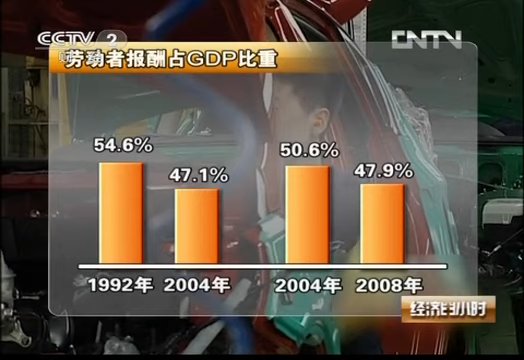 CCTV 2
CNTV
劳动者报酬占GDP比重
54.6%
47.1%
50.6%
47.9%
1992年
2004年
2004年
2008年
经济半小时